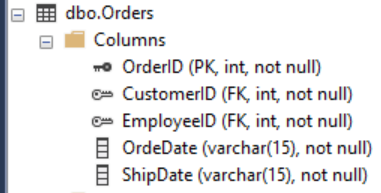 dbo.Orders
Columns
OrderID (PK, int, not null)
CustomerID (FK, int, not null)
EmployeeID (FK, int, not null)
OrdeDate (varchar(15), not null)
ShipDate (varchar(15), not null)